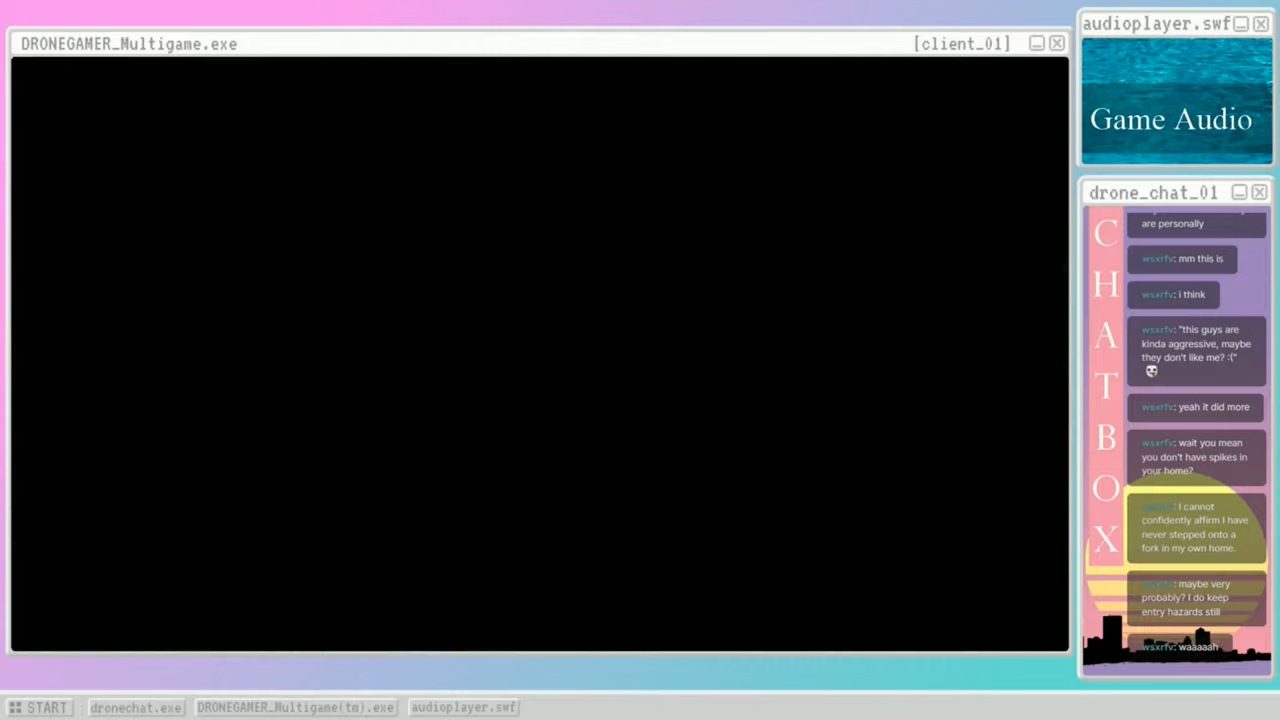 DRONEGAMER_Multigame.exe
[client_01]
audioplayer.swf
Game Audio
drone_chat_01
CHATBOX
are personally
wsxrfv: mm this is
wsxrfv: i think
wsxrfv: "this guys are
kinda aggressive, maybe
they don't like me? :("
wsxrfv: yeah it did more
wsxrfv: wait you mean
you don't have spikes in
your home?
: I cannot
confidently affirm I have
never stepped onto a
fork in my own home.
wsxrfv: maybe very
probably? I do keep
entry hazards still
wsxrfv: waaaaah
START
dronechat.exe
DRONEGAMER_Multigame(tm).exe
audioplayer.swf